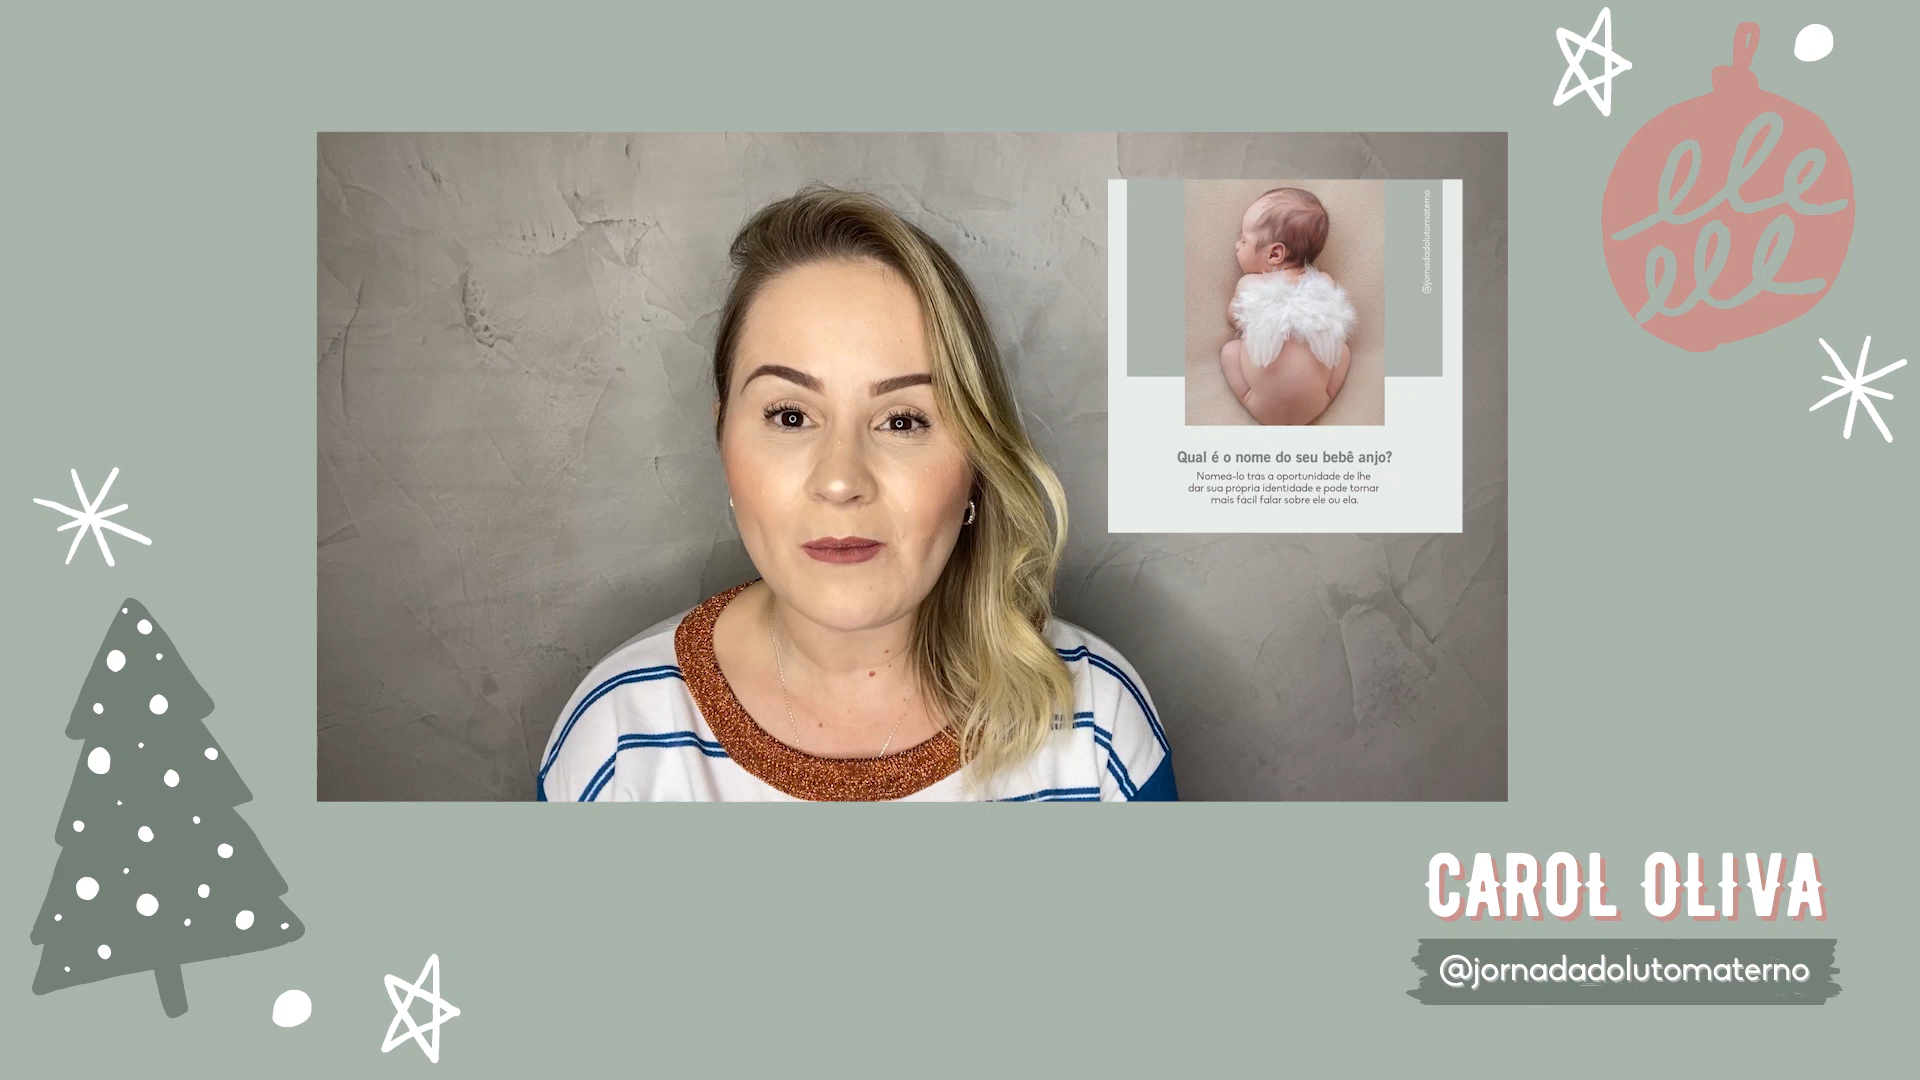 @jornadadolutomaterno
Qual é o nome do seu bebê anjo?
Nomeá-lo trás a oportunidade de lhe
dar sua própria identidade e pode tornar
mais fácil falar sobre ele ou ela.
CAROL OLIVA
@jornadadolutomaterno